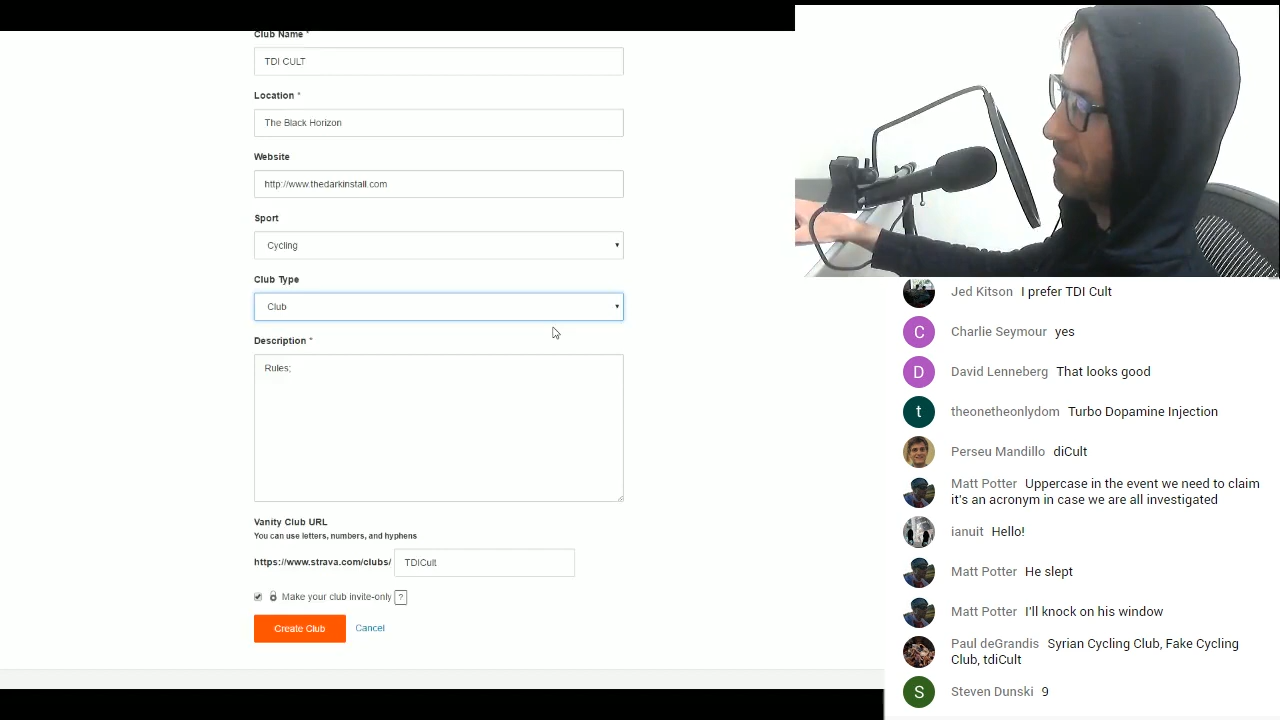 Club Name *
TDI CULT
Location *
The Black Horizon
Website
http://www.thedarkinstall.com
Sport
Cycling
Club Type
Club
Description *
Rules;
Vanity Club URL
You can use letters, numbers, and hyphens
https://www.strava.com/clubs/ TDICult
Make your club invite-only ?
Create Club Cancel
Jed Kitson I prefer TDI Cult
C Charlie Seymour yes
D David Lenneberg That looks good
t theonetheonlydom Turbo Dopamine Injection
Perseu Mandillo diCult
Matt Potter Uppercase in the event we need to claim
it's an acronym in case we are all investigated
ianuit Hello!
Matt Potter He slept
Matt Potter I'll knock on his window
Paul deGrandis Syrian Cycling Club, Fake Cycling
Club, tdiCult
S Steven Dunski 9